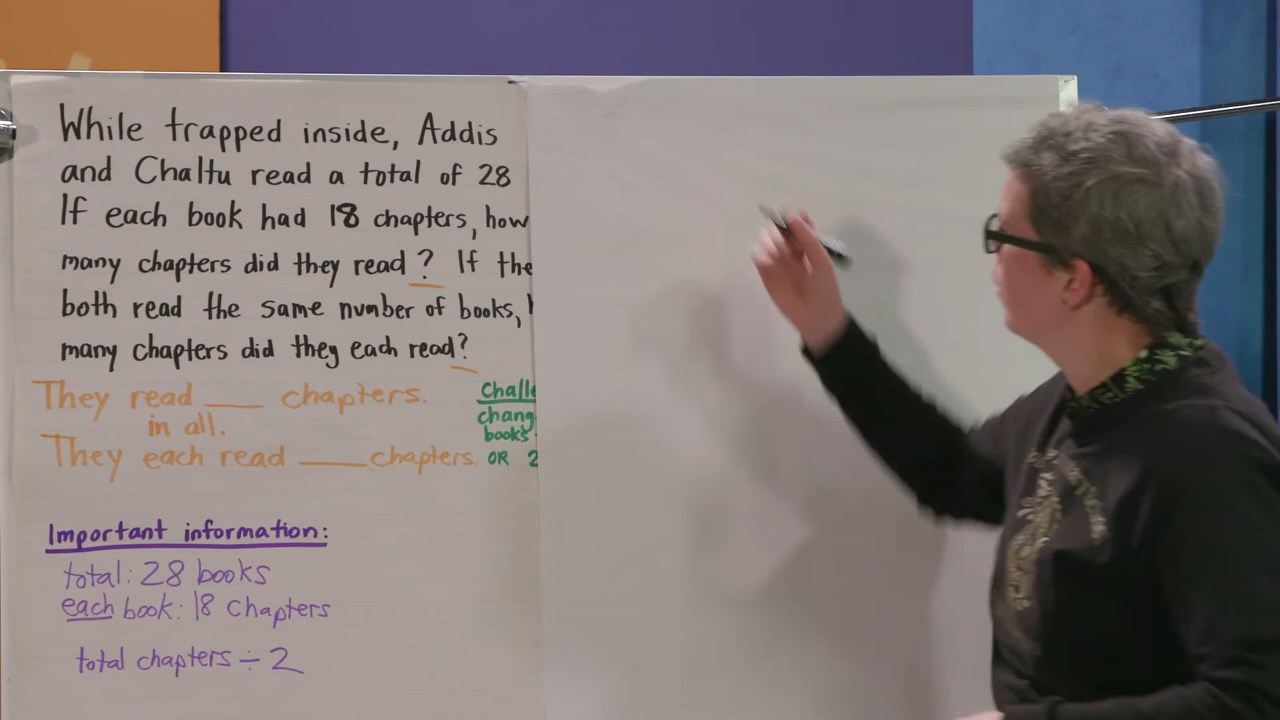 While trapped inside, Addis
and Chaltu read a total of 28
If each book had 18 chapters, how
many chapters did they read? If the
both read the same number of books,
many chapters did they each read?
They read ___ chapters.
in all.
They each read ___ chapters.
Challe
chang
books
OR 2
Important information:
total: 28 books
each book: 18 Chapters
total chapters ÷ 2